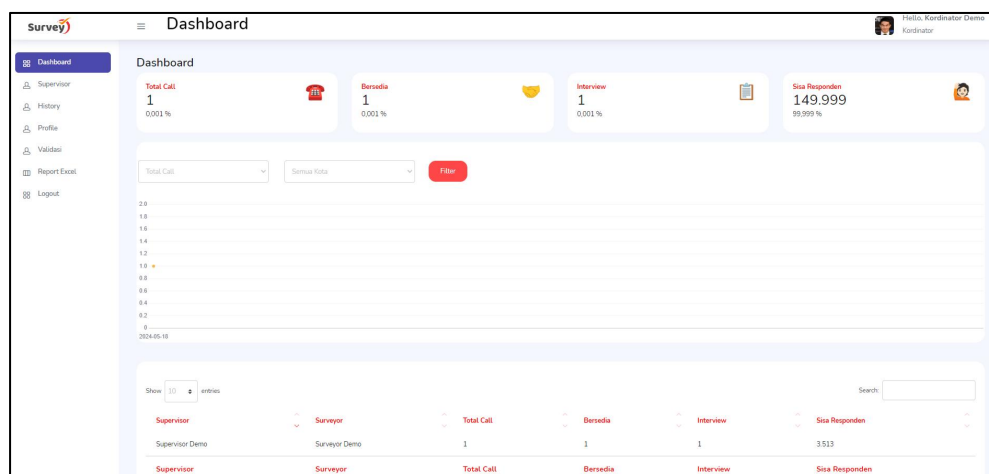 Survey
Dashboard
Hello, Kordinator Demo
Kordinator
Dashboard
Supervisor
History
Profile
Validasi
Report Excel
Logout
Dashboard
Total Call
1
0,001 %
Bersedia
1
0,001 %
Interview
1
0,001 %
Sisa Responden
149.999
99,999 %
Total Call
Semua Kota
Filter
2.0
1.8
1.6
1.4
1.2
1.0
0.8
0.6
0.4
0.2
0
2024-05-18
Show 10 entries
Search:
Supervisor Surveyor Total Call Bersedia Interview Sisa Responden
Supervisor Demo Surveyor Demo 1 1 1 3.513
Supervisor Surveyor Total Call Bersedia Interview Sisa Responden